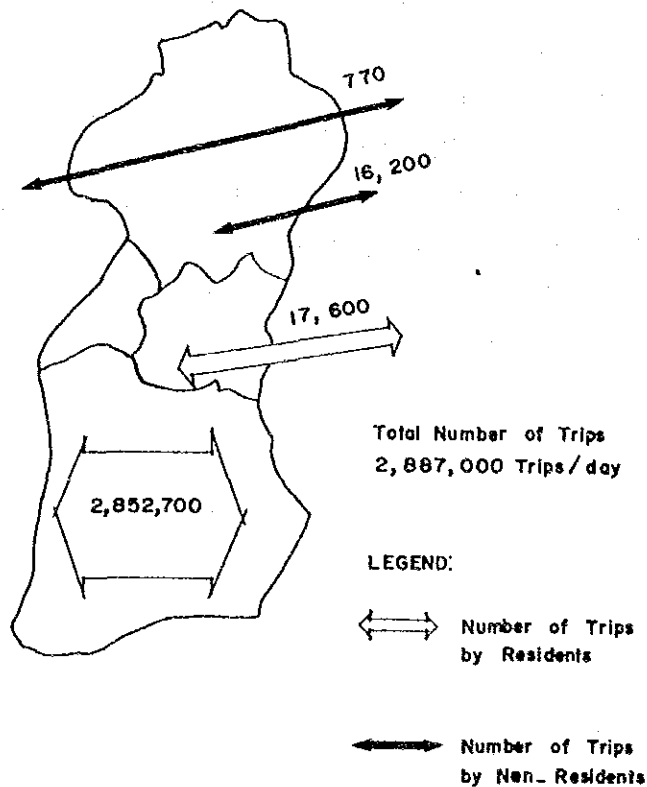 770
16, 200
17, 600
Total Number of Trips
2, 887, 000 Trips/day
2,852,700
LEGEND:
Number of Trips
by Residents
Number of Trips
by Non_ Residents